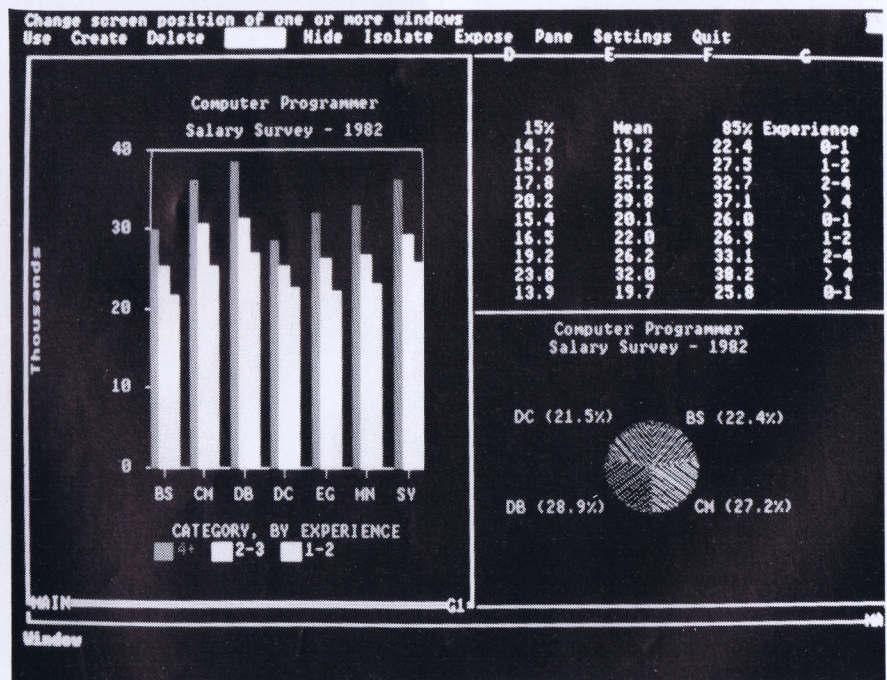 Change screen position of one or more windows
Use Create Delete Hide Isolate Expose Pane Settings Quit
Computer Programmer
Salary Survey - 1982
Thousands
40
30
20
10
0
BS CM DB DC EG MN SY
CATEGORY, BY EXPERIENCE
4+ 2-3 1-2
MAIN G1
D E F G
15% Mean 85% Experience
14.7 19.2 22.4 0-1
15.9 21.6 27.5 1-2
17.8 25.2 32.7 2-4
20.2 29.8 37.1 > 4
15.4 20.1 26.0 0-1
16.5 22.0 26.9 1-2
19.2 26.2 33.1 2-4
23.8 32.0 38.2 > 4
13.9 19.7 25.8 0-1
Computer Programmer
Salary Survey - 1982
DC (21.5%) BS (22.4%)
DB (28.9%) CM (27.2%)
MA
Window